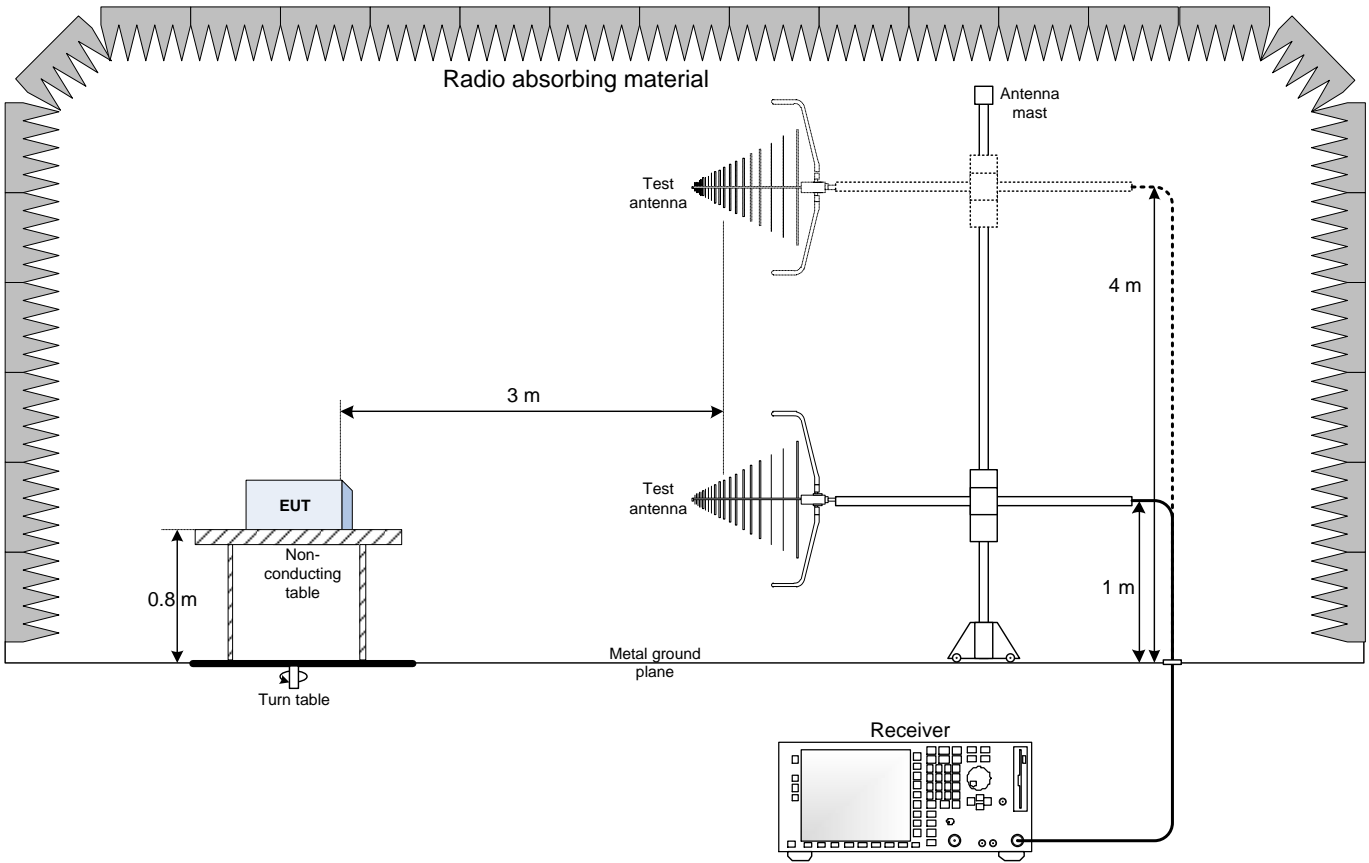 Radio absorbing material
Antenna
mast
Test
antenna
4 m
3 m
Test
antenna
EUT
Non-
conducting
table
0.8 m
1 m
Metal ground
plane
Turn table
Receiver